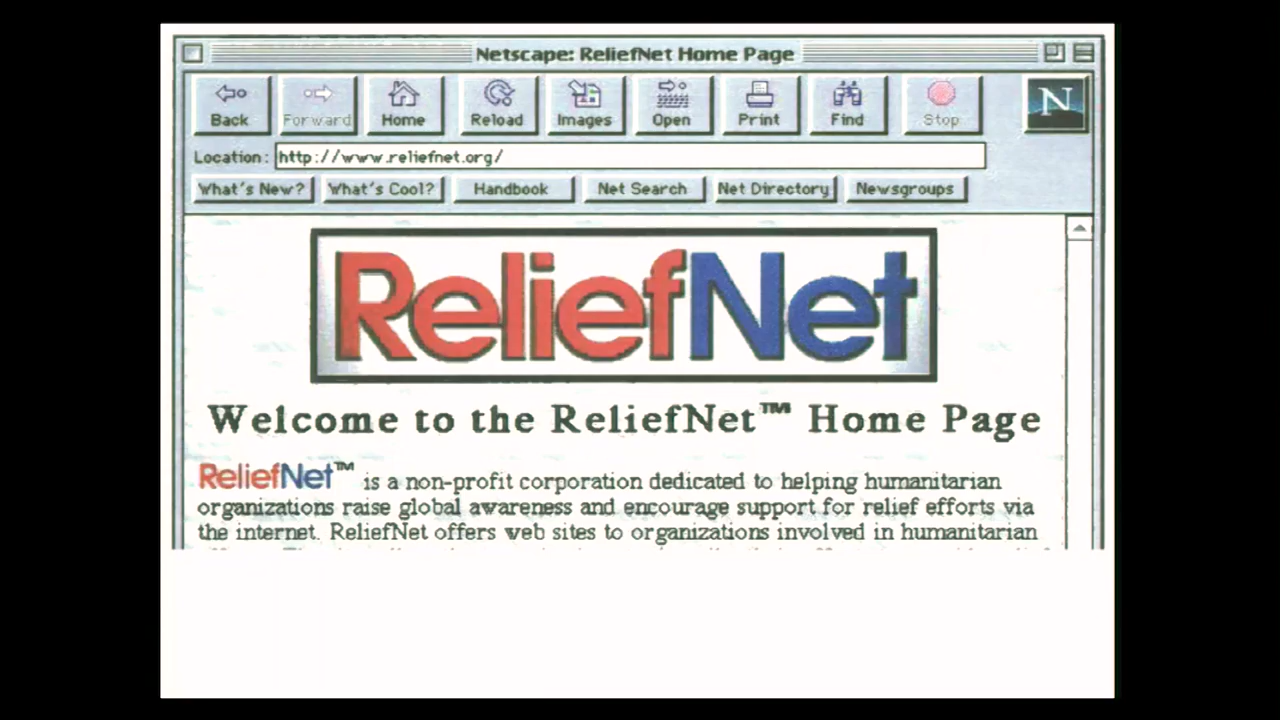 Netscape: ReliefNet Home Page
Back Forward Home Reload Images Open Print Find Stop N
Location: http://www.reliefnet.org/
What's New? What's Cool? Handbook Net Search Net Directory Newsgroups
ReliefNet
Welcome to the ReliefNet™ Home Page
ReliefNet™ is a non-profit corporation dedicated to helping humanitarian
organizations raise global awareness and encourage support for relief efforts via
the internet. ReliefNet offers web sites to organizations involved in humanitarian